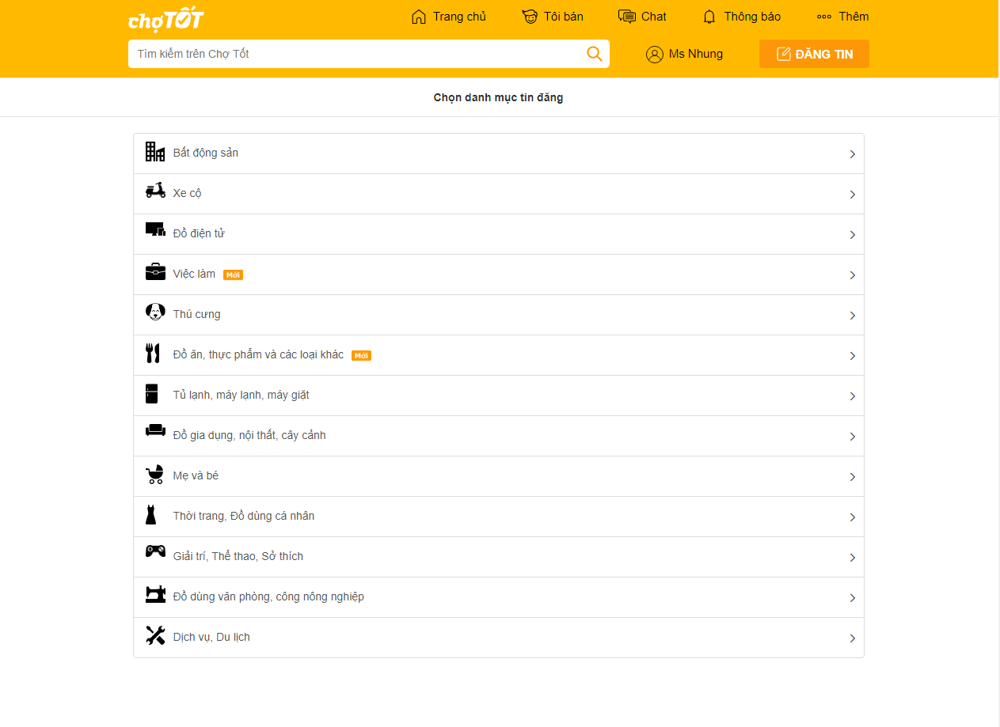 chợTỐT
Trang chủ
Tôi bán
Chat
Thông báo
Thêm
Tìm kiếm trên Chợ Tốt
Ms Nhung
ĐĂNG TIN
Chọn danh mục tin đăng
Bất động sản
Xe cộ
Đồ điện tử
Việc làm Mới
Thú cưng
Đồ ăn, thực phẩm và các loại khác Mới
Tủ lạnh, máy lạnh, máy giặt
Đồ gia dụng, nội thất, cây cảnh
Mẹ và bé
Thời trang, Đồ dùng cá nhân
Giải trí, Thể thao, Sở thích
Đồ dùng văn phòng, công nông nghiệp
Dịch vụ, Du lịch